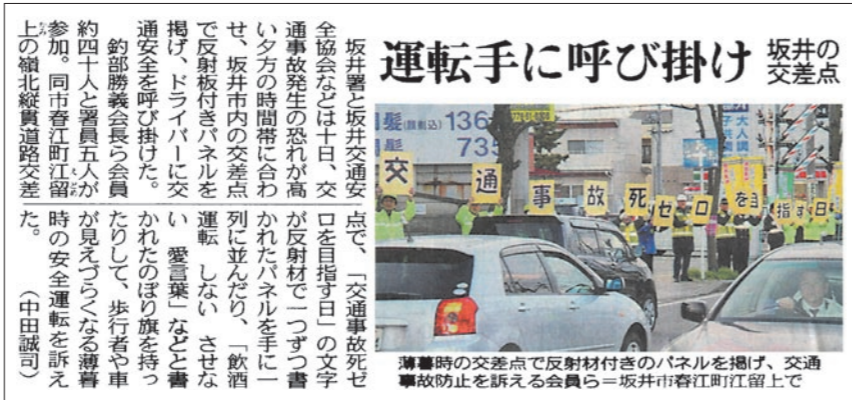 運転手に呼び掛け
坂井の
交差点
坂井署と坂井交通安
全協会などは十日、交
通事故発生の恐れが高
い夕方の時間帯に合わ
せ、坂井市内の交差点
で反射板付きパネルを
掲げ、ドライバーに交
通安全を呼び掛けた。
釣部勝義会長ら会員
約四十人と署員五人が
参加。同市春江町江留
上の嶺北縦貫道路交差
点で、「交通事故死ゼ
ロを目指す日」の文字
が反射材で一つずつ書
かれたパネルを手に一
列に並んだり、「飲酒
運転　しない　させな
い　愛言葉」などと書
かれたのぼり旗を持っ
たりして、歩行者や車
が見えづらくなる薄暮
時の安全運転を訴え
た。　（中田誠司）
髪 136
髪 735
交通事故死ゼロを目指す日
薄暮時の交差点で反射材付きのパネルを掲げ、交通
事故防止を訴える会員ら＝坂井市春江町江留上で